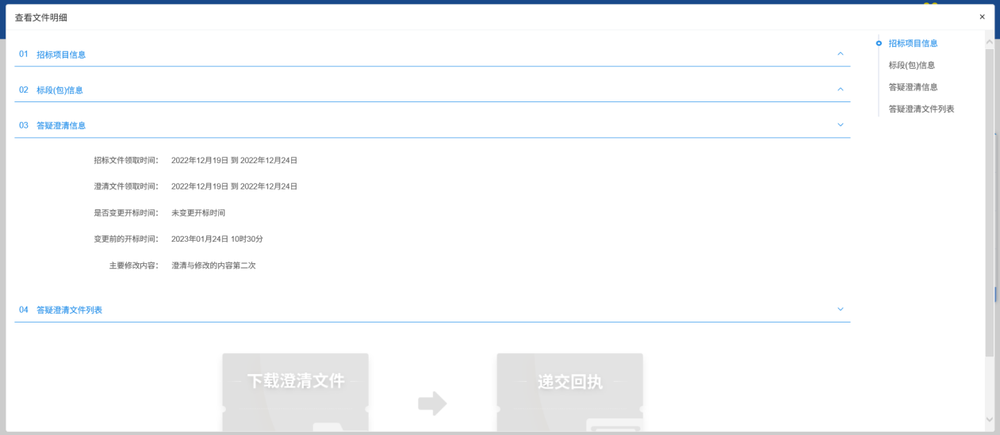 查看文件明细
×
01 招标项目信息
02 标段(包)信息
03 答疑澄清信息
招标文件领取时间： 2022年12月19日 到 2022年12月24日
澄清文件领取时间： 2022年12月19日 到 2022年12月24日
是否变更开标时间： 未变更开标时间
变更前的开标时间： 2023年01月24日 10时30分
主要修改内容： 澄清与修改的内容第二次
04 答疑澄清文件列表
下载澄清文件
递交回执
招标项目信息
标段(包)信息
答疑澄清信息
答疑澄清文件列表